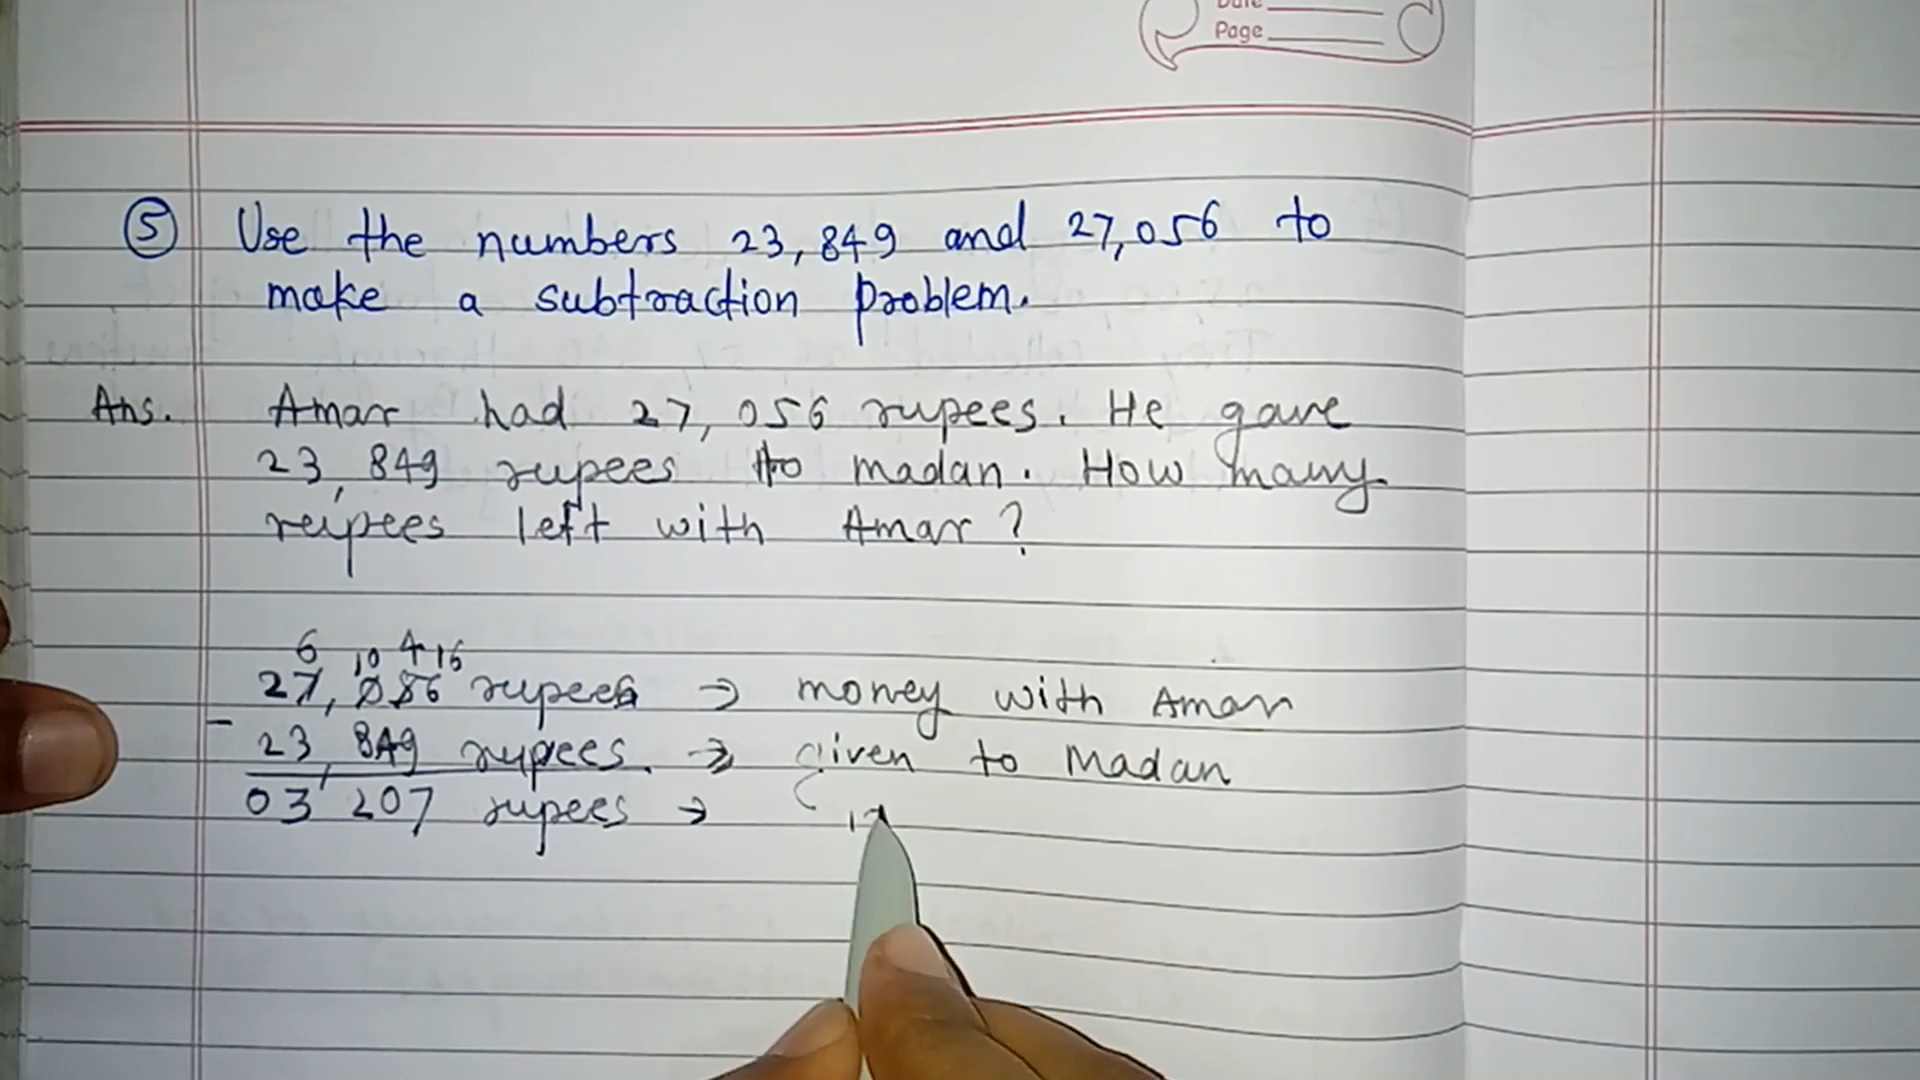 Date
Page
5 Use the numbers 23,849 and 27,056 to
make a subtraction problem.
Ans. Amar had 27,056 rupees. He gave
23,849 rupees to madan. How many
rupees left with Amar?
6 10 4 16
27,056 rupees → money with Amar
- 23,849 rupees. → given to Madan
03,207 rupees →